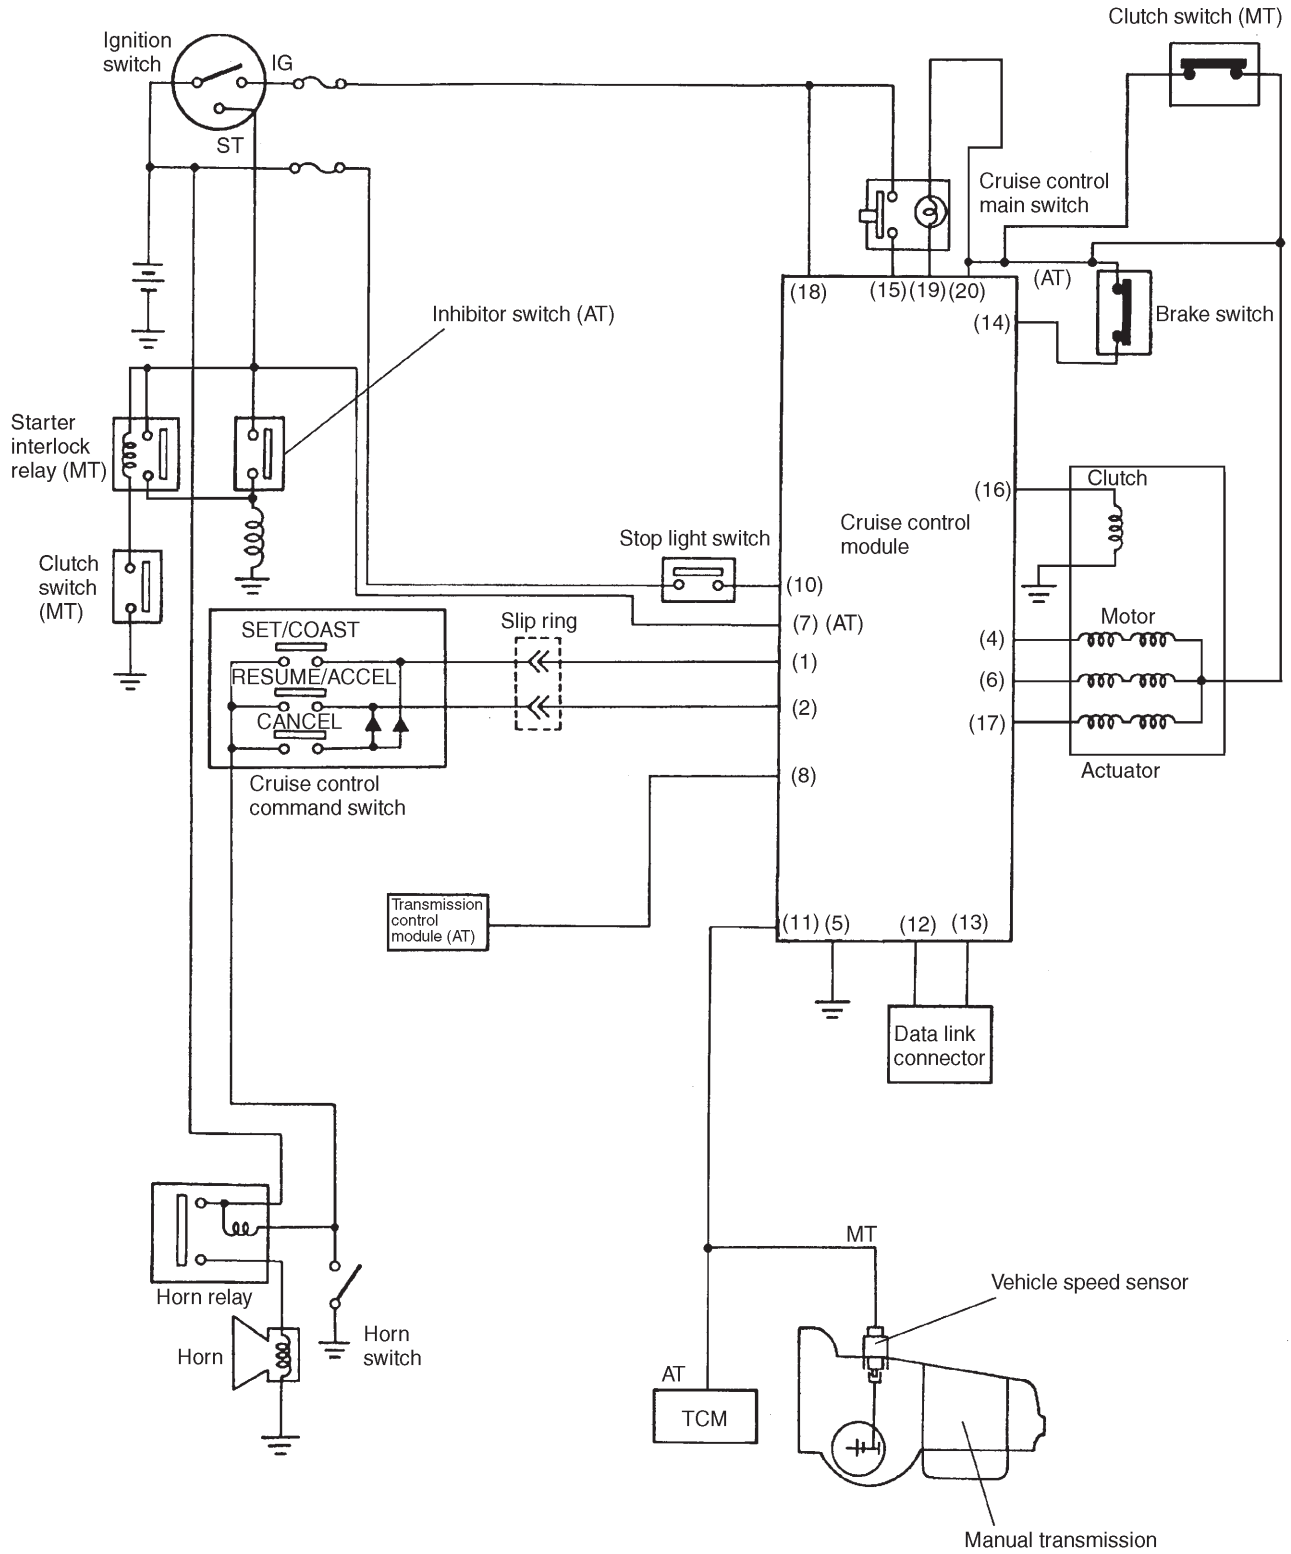 Clutch switch (MT)
Ignition
switch
IG
ST
Cruise control
main switch
(18)
(15)
(19)
(20)
(AT)
(14)
Brake switch
Inhibitor switch (AT)
Starter
interlock
relay (MT)
Clutch
(16)
Cruise control
module
Stop light switch
Clutch
switch
(MT)
(10)
Motor
(7) (AT)
SET/COAST
Slip ring
(4)
(1)
RESUME/ACCEL
(6)
(2)
CANCEL
(17)
Actuator
(8)
Cruise control
command switch
Transmission
control
module (AT)
(11)
(5)
(12)
(13)
Data link
connector
MT
Vehicle speed sensor
Horn relay
Horn
Horn
switch
AT
TCM
Manual transmission